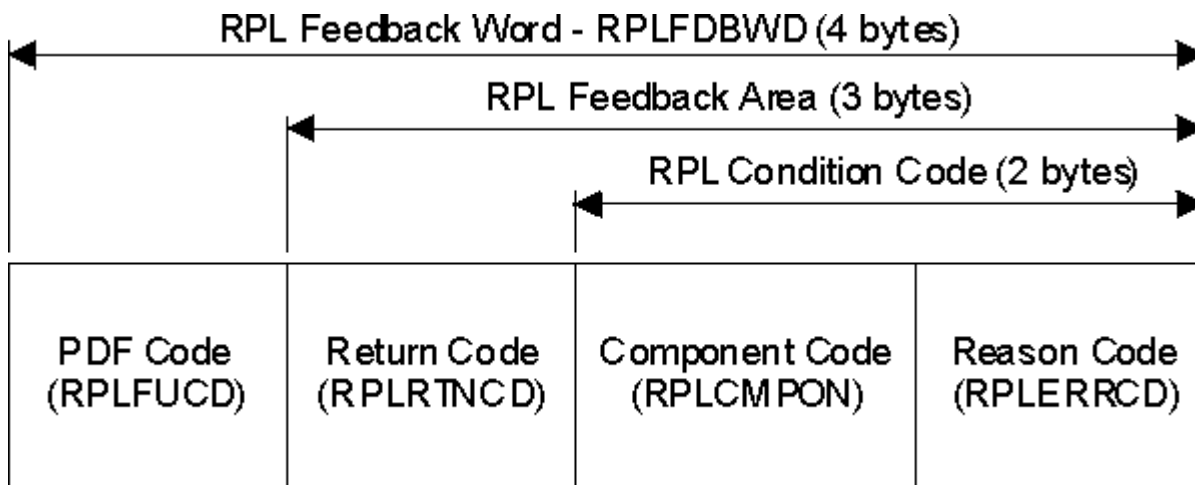 RPL Feedback Word - RPLFDBWD (4 bytes)
RPL Feedback Area (3 bytes)
RPL Condition Code (2 bytes)
PDF Code
(RPLFUCD)
Return Code
(RPLRTNCD)
Component Code
(RPLCMPON)
Reason Code
(RPLERRCD)